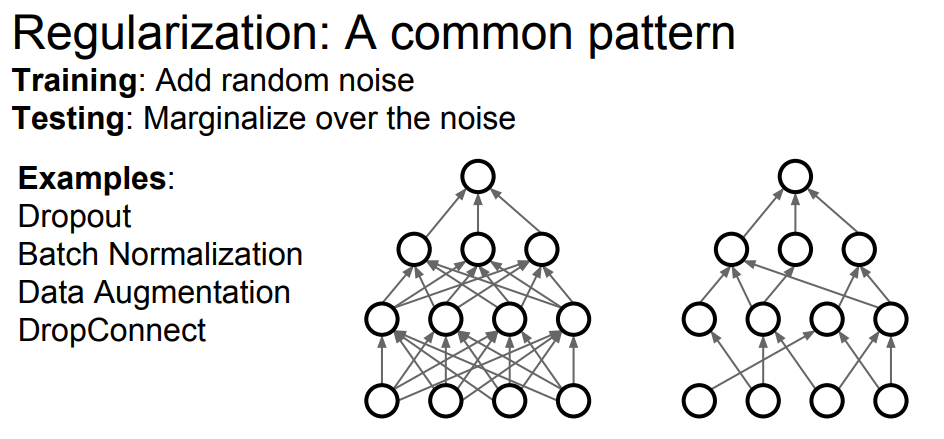 Regularization: A common pattern
Training: Add random noise
Testing: Marginalize over the noise
Examples:
Dropout
Batch Normalization
Data Augmentation
DropConnect